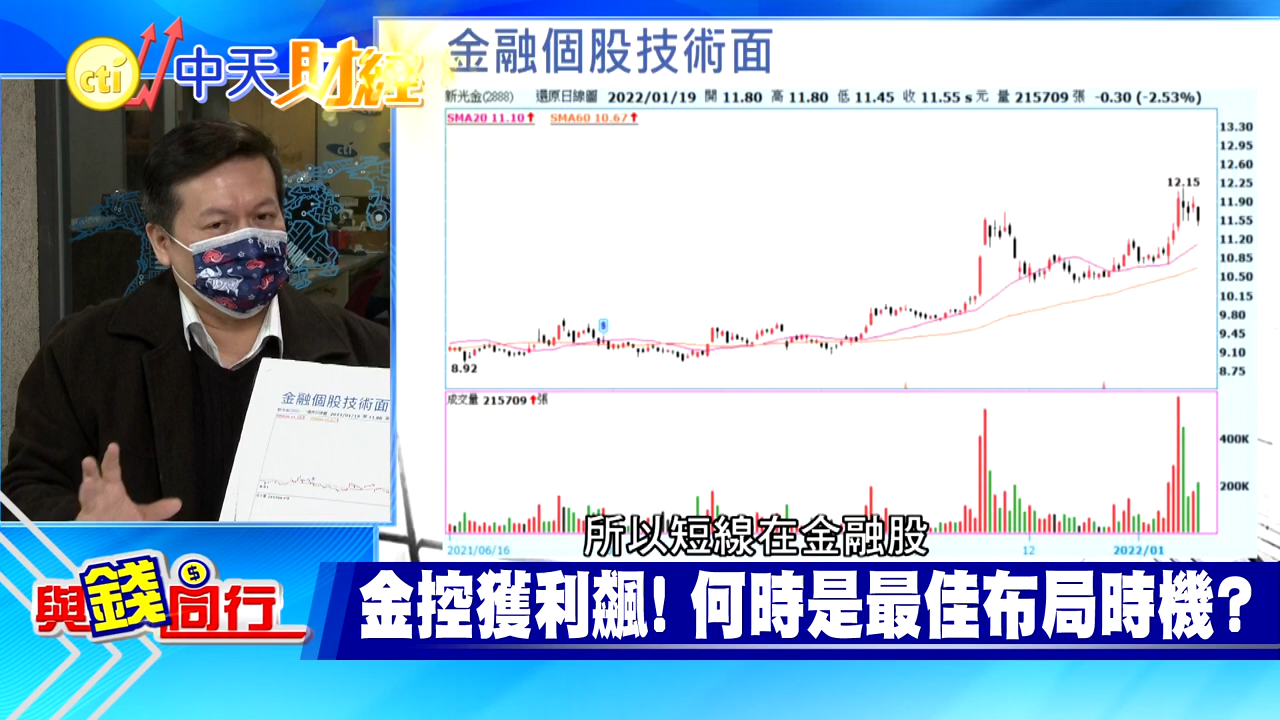 cti 中天財經
金融個股技術面
新光金(2888) 還原日線圖 2022/01/19 開 11.80 高 11.80 低 11.45 收 11.55 s元 量 215709 張 -0.30 (-2.53%)
SMA20 11.10↑ SMA60 10.67↑
13.30
12.95
12.60
12.25
11.90
11.55
11.20
10.85
10.50
10.15
9.80
9.45
9.10
8.75
12.15
$
8.92
cti
成交量 215709↑張
400K
200K
2021/06/16 12 2022/01
金融個股技術面
所以短線在金融股
與錢同行
$
金控獲利飆! 何時是最佳布局時機?